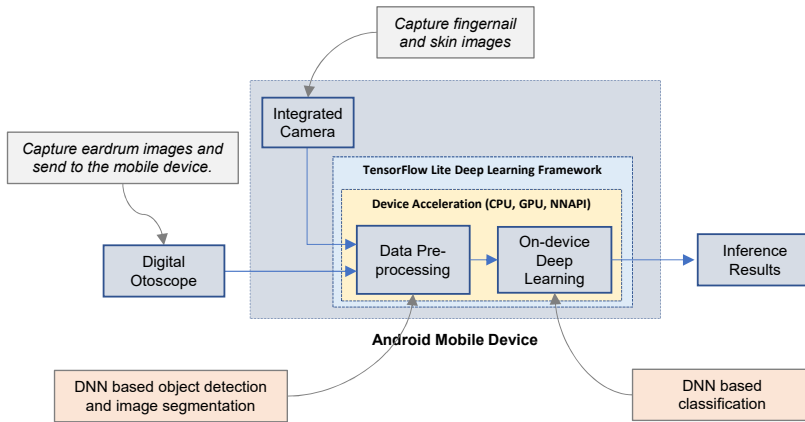 Capture fingernail
and skin images
Integrated
Camera
Capture eardrum images and
send to the mobile device.
TensorFlow Lite Deep Learning Framework
Device Acceleration (CPU, GPU, NNAPI)
Digital
Otoscope
Data Pre-
processing
On-device
Deep
Learning
Inference
Results
Android Mobile Device
DNN based object detection
and image segmentation
DNN based
classification